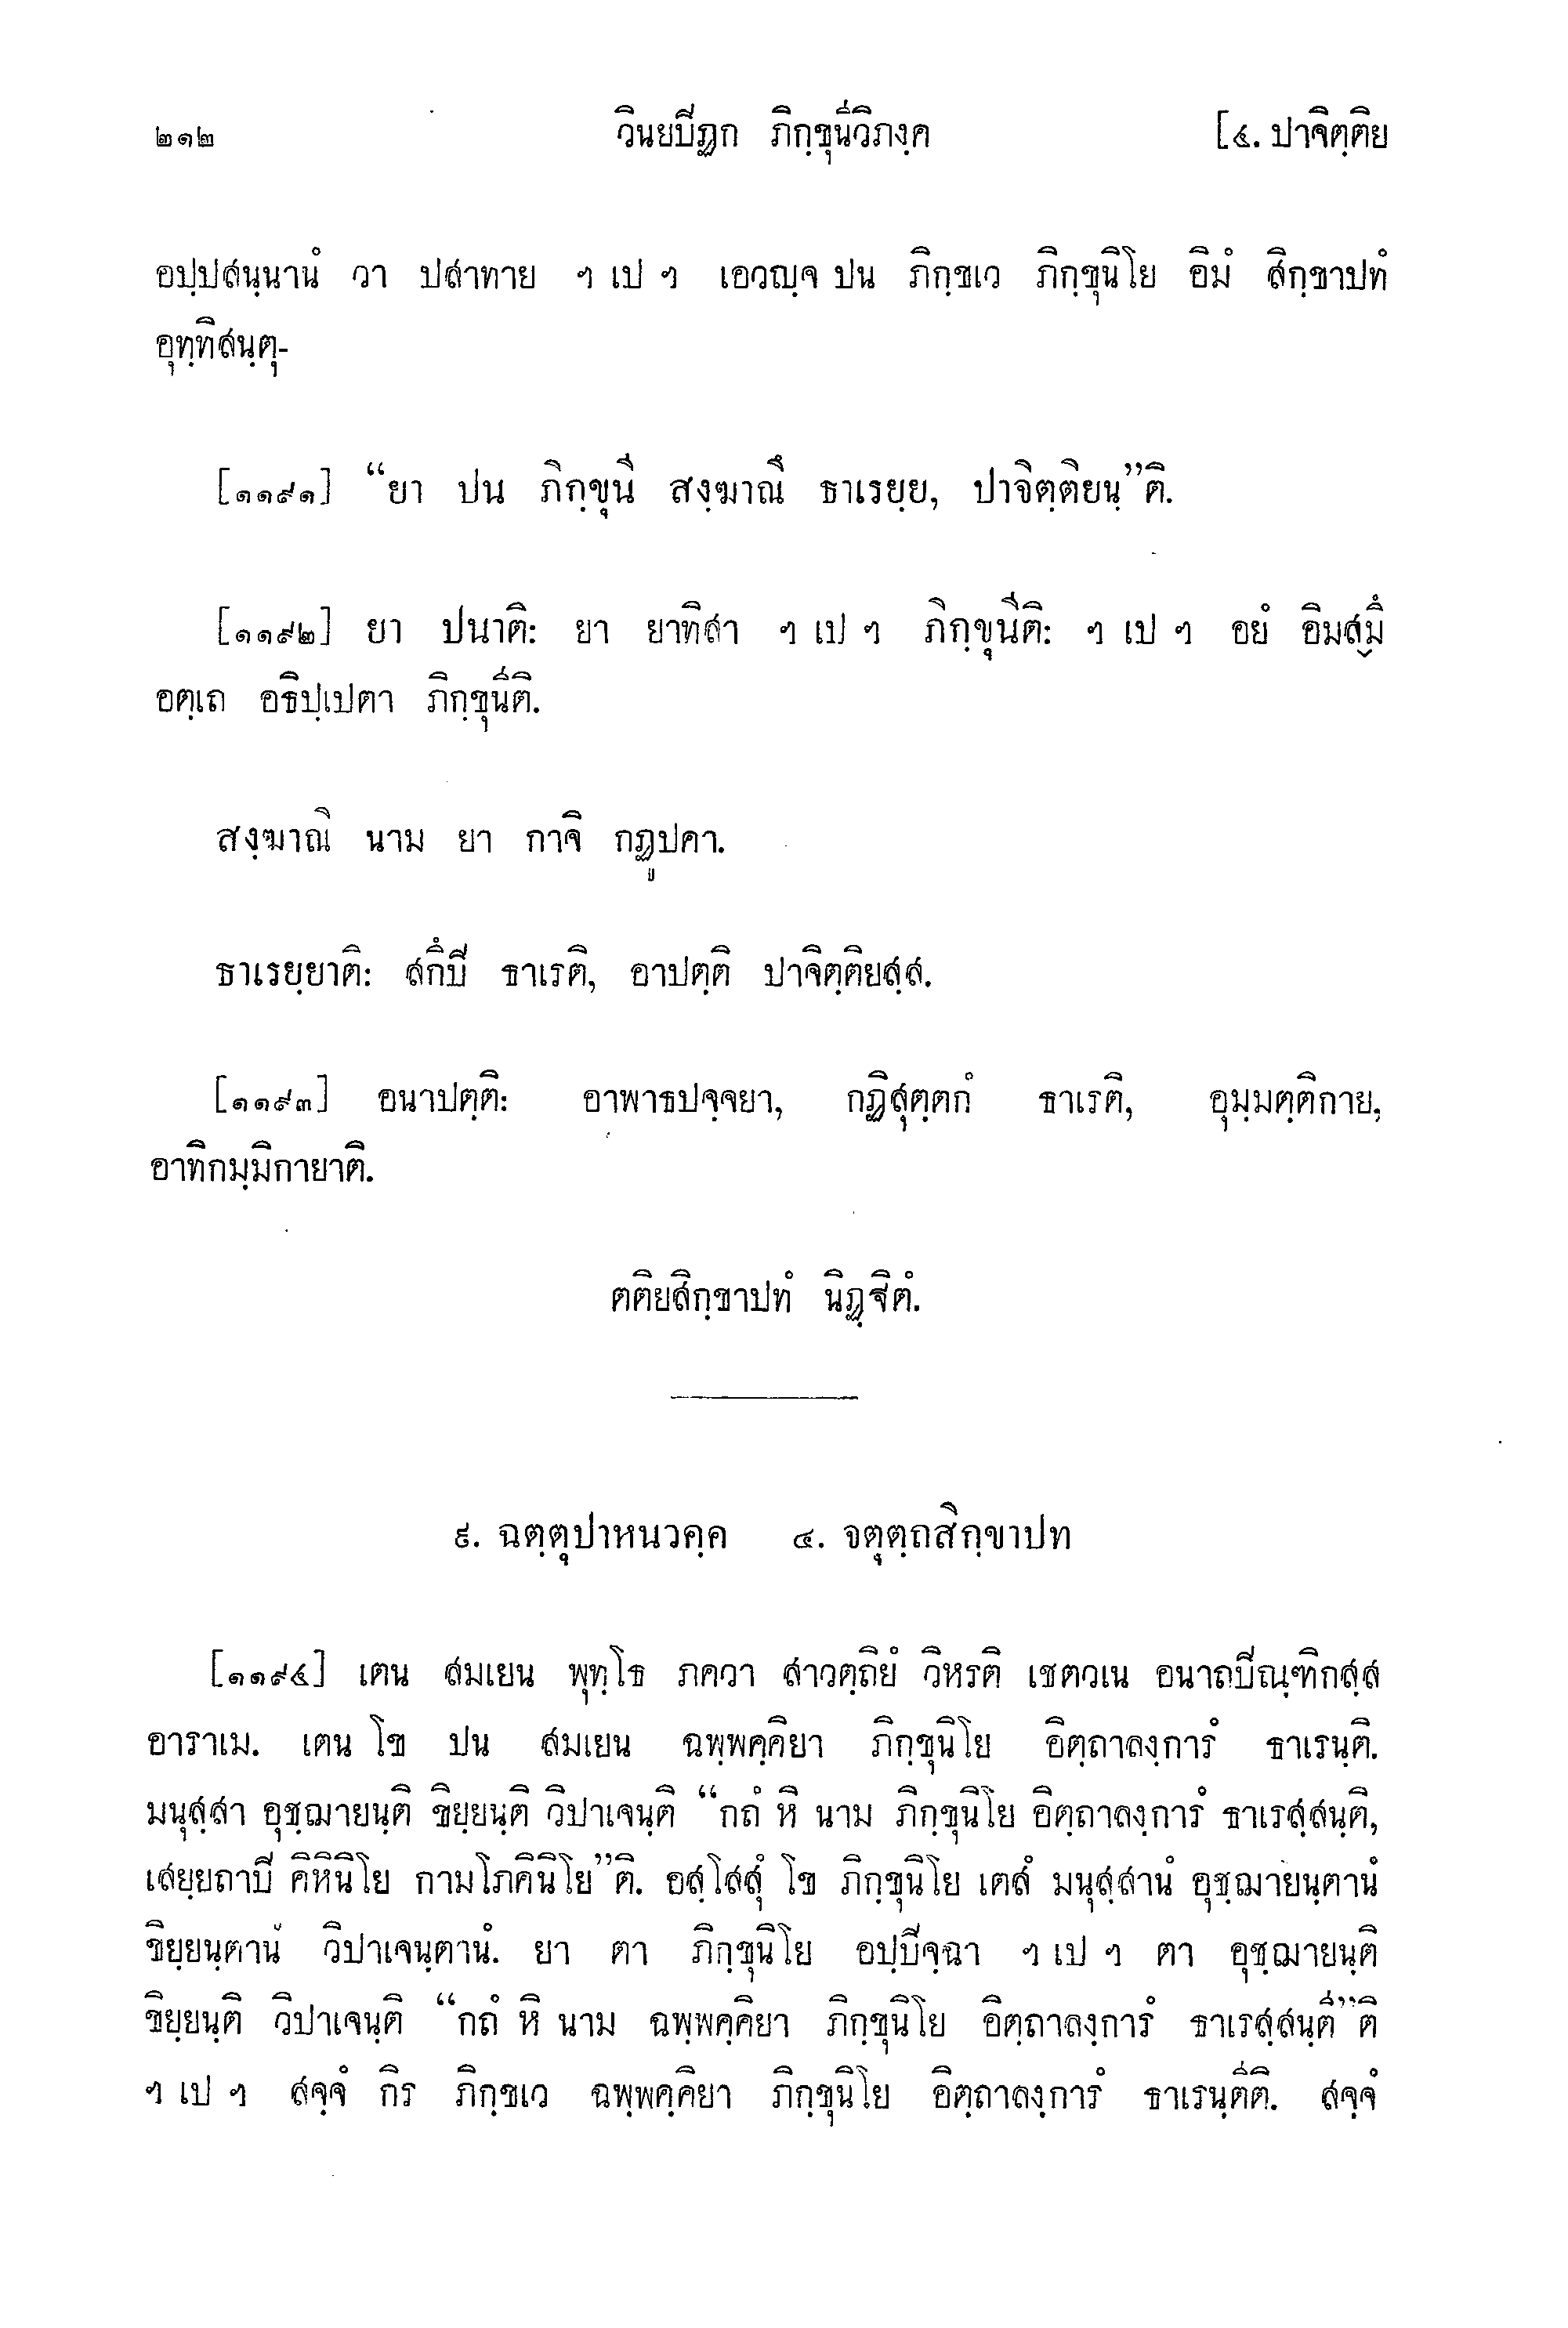 ๒๑๒ วินยปิฏก ภิกฺขุนีวิภงฺค [๔. ปาจิตฺติย
อปฺปสนฺนานํ วา ปสาทาย ฯ เป ฯ เอวญฺจ ปน ภิกฺขเว ภิกฺขุนิโย อิมํ สิกฺขาปทํ
อุทฺทิสนฺตุ-
[๑๑๙๑] “ยา ปน ภิกฺขุนี สงฺฆาณึ ธาเรยฺย, ปาจิตฺติยนฺ”ติ.
[๑๑๙๒] ยา ปนาติ: ยา ยาทิสา ฯ เป ฯ ภิกฺขุนีติ: ฯ เป ฯ อยํ อิมสฺมึ
อตฺเถ อธิปฺเปตา ภิกฺขุนีติ.
สงฺฆาณิ นาม ยา กาจิ กฏูปคา.
ธาเรยฺยาติ: สกึปิ ธาเรติ, อาปตฺติ ปาจิตฺติยสฺส.
[๑๑๙๓] อนาปตฺติ: อาพาธปจฺจยา, กฏิสุตฺตกํ ธาเรติ, อุมฺมตฺติกาย,
อาทิกมฺมิกายาติ.
ตติยสิกฺขาปทํ นิฏฺฐิตํ.
๙. ฉตฺตุปาหนวคฺค ๔. จตุตฺถสิกฺขาปท
[๑๑๙๔] เตน สมเยน พุทฺโธ ภควา สาวตฺถิยํ วิหรติ เชตวเน อนาถปิณฺฑิกสฺส
อาราเม. เตน โข ปน สมเยน ฉพฺพคฺคิยา ภิกฺขุนิโย อิตฺถาลงฺการํ ธาเรนฺติ.
มนุสฺสา อุชฺฌายนฺติ ขิยฺยนฺติ วิปาเจนฺติ “กถํ หิ นาม ภิกฺขุนิโย อิตฺถาลงฺการํ ธาเรสฺสนฺติ,
เสยฺยถาปิ คิหินิโย กามโภคินิโย”ติ. อสฺโสสุํ โข ภิกฺขุนิโย เตสํ มนุสฺสานํ อุชฺฌายนฺตานํ
ขิยฺยนฺตานํ วิปาเจนฺตานํ. ยา ตา ภิกฺขุนิโย อปฺปิจฺฉา ฯ เป ฯ ตา อุชฺฌายนฺติ
ขิยฺยนฺติ วิปาเจนฺติ “กถํ หิ นาม ฉพฺพคฺคิยา ภิกฺขุนิโย อิตฺถาลงฺการํ ธาเรสฺสนฺตี”ติ
ฯ เป ฯ สจฺจํ กิร ภิกฺขเว ฉพฺพคฺคิยา ภิกฺขุนิโย อิตฺถาลงฺการํ ธาเรนฺตีติ. สจฺจํ